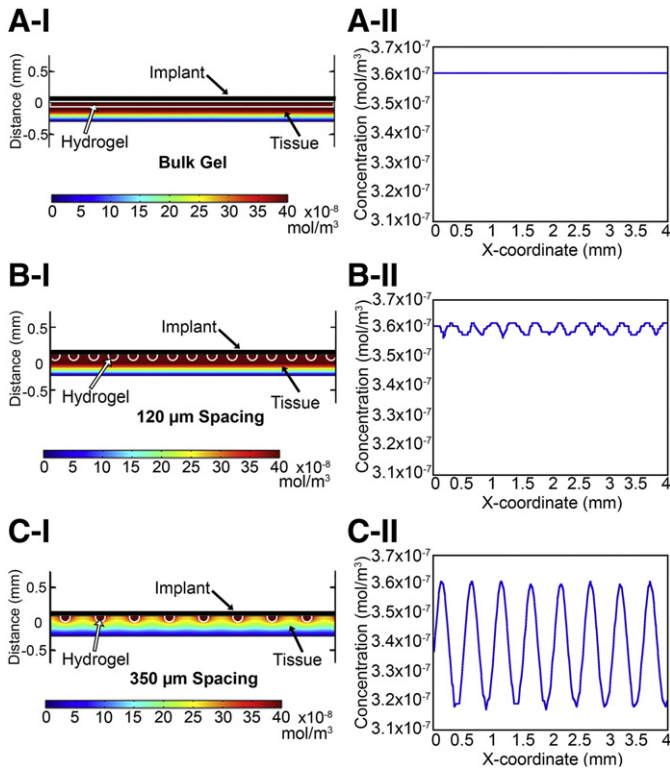 A-I
Distance (mm)
0.5
0
-0.5
Implant
Hydrogel
Tissue
Bulk Gel
0 5 10 15 20 25 30 35 40 x10⁻⁸
mol/m³
A-II
Concentration (mol/m³)
3.7x10⁻⁷
3.6x10⁻⁷
3.5x10⁻⁷
3.4x10⁻⁷
3.3x10⁻⁷
3.2x10⁻⁷
3.1x10⁻⁷
0 0.5 1 1.5 2 2.5 3 3.5 4
X-coordinate (mm)
B-I
Distance (mm)
0.5
0
-0.5
Implant
Hydrogel
Tissue
120 µm Spacing
0 5 10 15 20 25 30 35 40 x10⁻⁸
mol/m³
B-II
Concentration (mol/m³)
3.7x10⁻⁷
3.6x10⁻⁷
3.5x10⁻⁷
3.4x10⁻⁷
3.3x10⁻⁷
3.2x10⁻⁷
3.1x10⁻⁷
0 0.5 1 1.5 2 2.5 3 3.5 4
X-coordinate (mm)
C-I
Distance (mm)
0.5
0
-0.5
Implant
Hydrogel
Tissue
350 µm Spacing
0 5 10 15 20 25 30 35 40 x10⁻⁸
mol/m³
C-II
Concentration (mol/m³)
3.7x10⁻⁷
3.6x10⁻⁷
3.5x10⁻⁷
3.4x10⁻⁷
3.3x10⁻⁷
3.2x10⁻⁷
3.1x10⁻⁷
0 0.5 1 1.5 2 2.5 3 3.5 4
X-coordinate (mm)